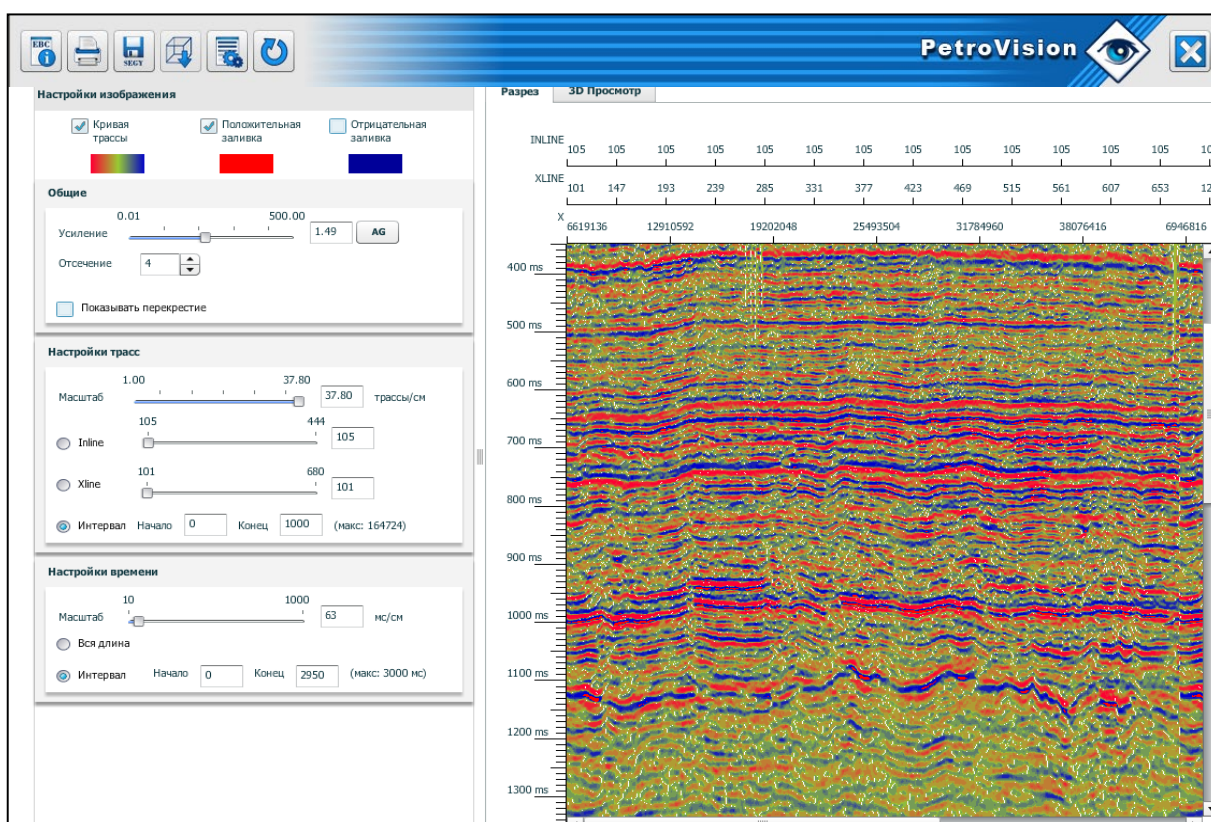 EBC
SEGY
PetroVision
Настройки изображения
Разрез 3D Просмотр
Кривая трассы
Положительная заливка
Отрицательная заливка
INLINE
105 105 105 105 105 105 105 105 105 105 105 105 105 10
XLINE
101 147 193 239 285 331 377 423 469 515 561 607 653 12
X
6619136 12910592 19202048 25493504 31784960 38076416 6946816
Общие
0.01 500.00
Усиление 1.49 AG
Отсечение 4
Показывать перекрестие
Настройки трасс
1.00 37.80
Масштаб 37.80 трассы/см
105 444
Inline 105
101 680
Xline 101
Интервал Начало 0 Конец 1000 (макс: 164724)
Настройки времени
10 1000
Масштаб 63 мс/см
Вся длина
Интервал Начало 0 Конец 2950 (макс: 3000 мс)
400 ms
500 ms
600 ms
700 ms
800 ms
900 ms
1000 ms
1100 ms
1200 ms
1300 ms